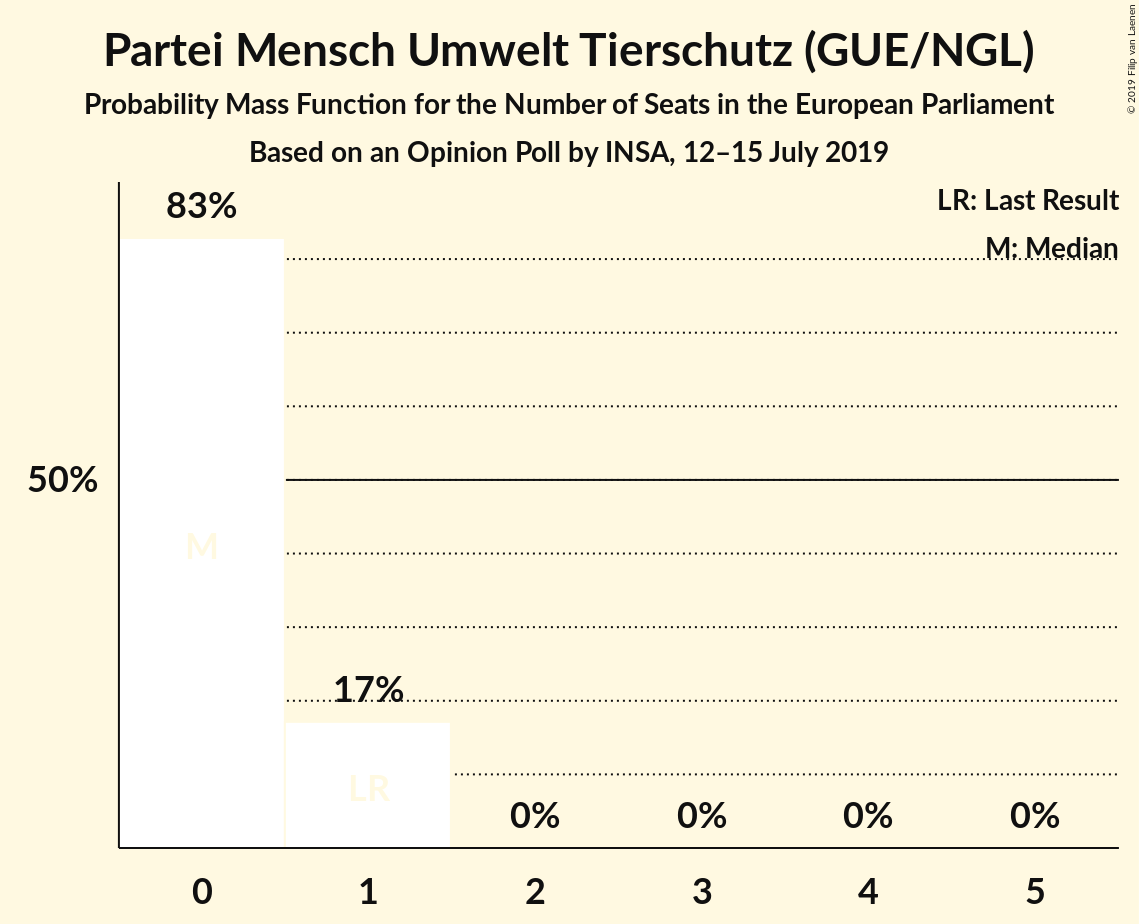 Partei Mensch Umwelt Tierschutz (GUE/NGL)
Probability Mass Function for the Number of Seats in the European Parliament
Based on an Opinion Poll by INSA, 12–15 July 2019
© 2019 Filip van Laenen
LR: Last Result
M: Median
83%
50%
M
17%
LR
0% 0% 0% 0%
0 1 2 3 4 5